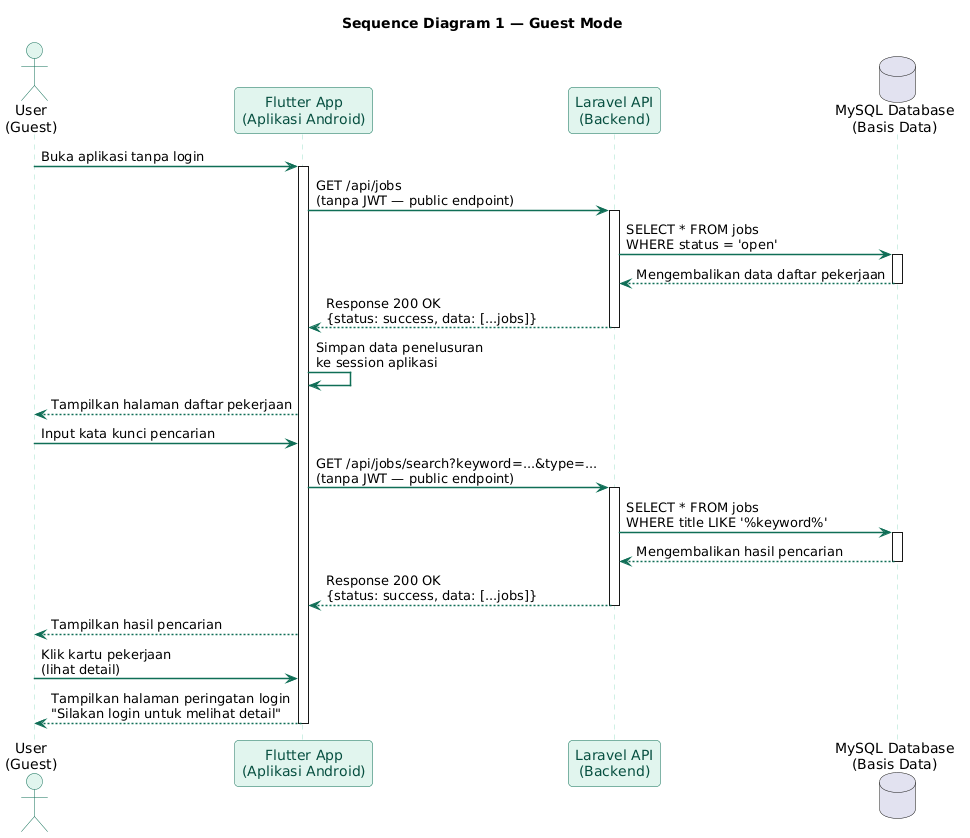 Sequence Diagram 1 — Guest Mode
User
(Guest)
Flutter App
(Aplikasi Android)
Laravel API
(Backend)
MySQL Database
(Basis Data)
Buka aplikasi tanpa login
GET /api/jobs
(tanpa JWT — public endpoint)
SELECT * FROM jobs
WHERE status = 'open'
Mengembalikan data daftar pekerjaan
Response 200 OK
{status: success, data: [...jobs]}
Simpan data penelusuran
ke session aplikasi
Tampilkan halaman daftar pekerjaan
Input kata kunci pencarian
GET /api/jobs/search?keyword=...&type=...
(tanpa JWT — public endpoint)
SELECT * FROM jobs
WHERE title LIKE '%keyword%'
Mengembalikan hasil pencarian
Response 200 OK
{status: success, data: [...jobs]}
Tampilkan hasil pencarian
Klik kartu pekerjaan
(lihat detail)
Tampilkan halaman peringatan login
"Silakan login untuk melihat detail"
User
(Guest)
Flutter App
(Aplikasi Android)
Laravel API
(Backend)
MySQL Database
(Basis Data)